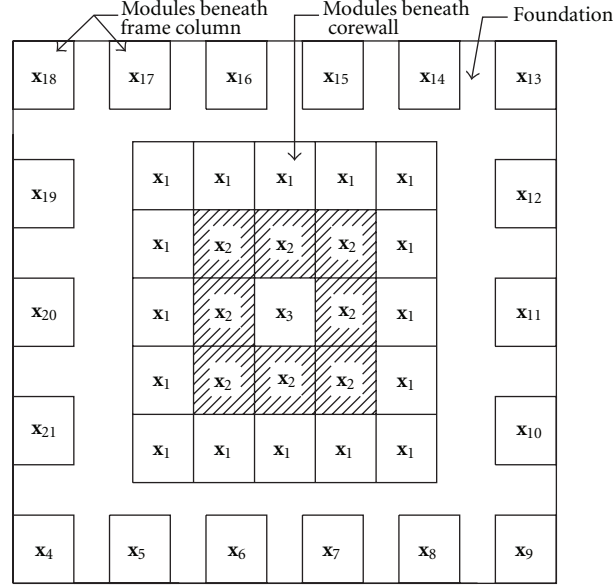 Modules beneath
frame column
Modules beneath
corewall
Foundation
x18 x17 x16 x15 x14 x13
x1 x1 x1 x1 x1
x19 x12
x1 x2 x2 x2 x1
x20 x1 x2 x3 x2 x1 x11
x1 x2 x2 x2 x1
x21 x10
x1 x1 x1 x1 x1
x4 x5 x6 x7 x8 x9